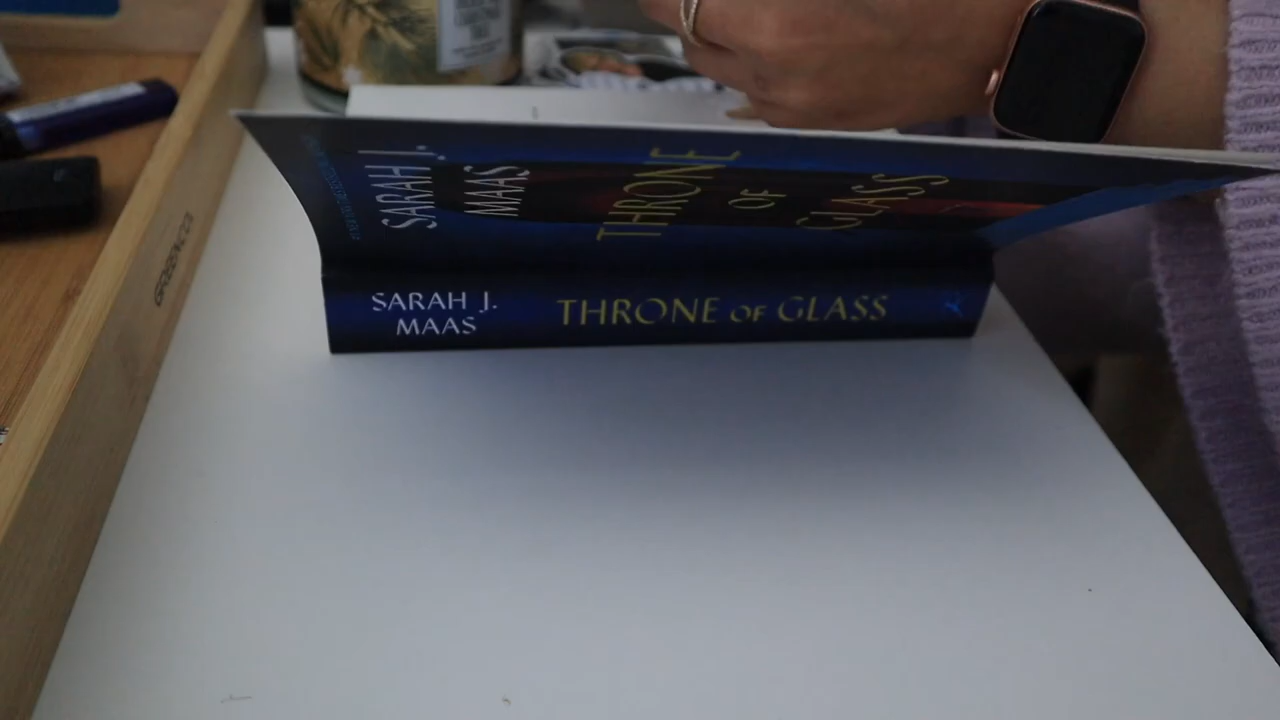 SARAH J.
MAAS
THRONE
OF
GLASS
SARAH J.
MAAS
THRONE OF GLASS